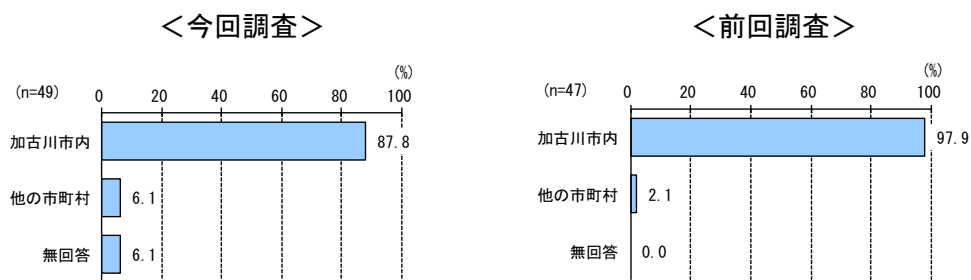 ＜今回調査＞
(%)
(n=49)
0 20 40 60 80 100
加古川市内 87.8
他の市町村 6.1
無回答 6.1
＜前回調査＞
(%)
(n=47)
0 20 40 60 80 100
加古川市内 97.9
他の市町村 2.1
無回答 0.0